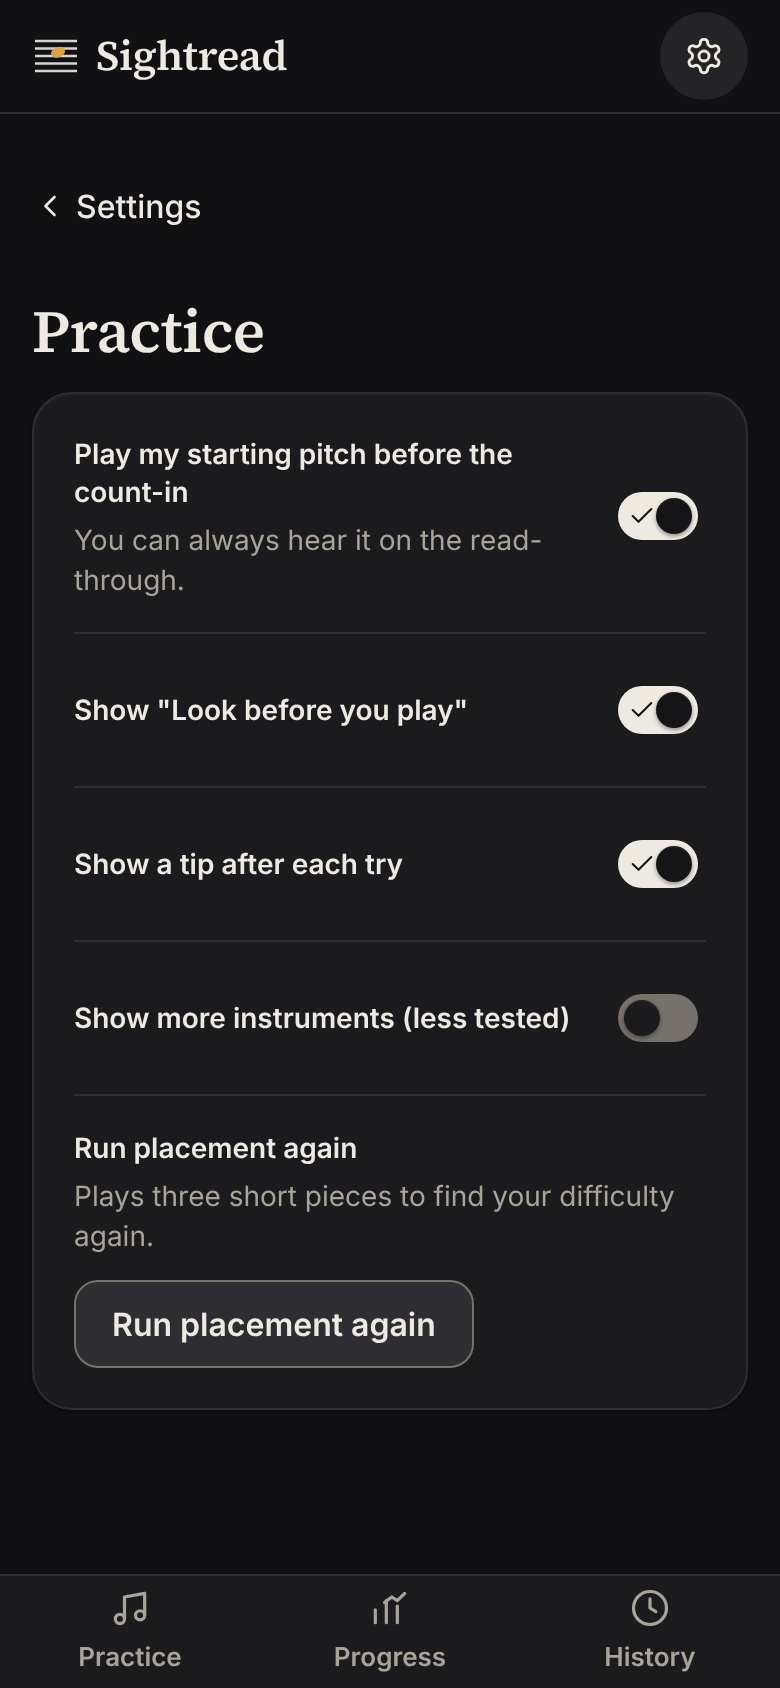 Sightread
Settings
Practice
Play my starting pitch before the
count-in
You can always hear it on the read-
through.
Show "Look before you play"
Show a tip after each try
Show more instruments (less tested)
Run placement again
Plays three short pieces to find your difficulty
again.
Run placement again
Practice
Progress
History